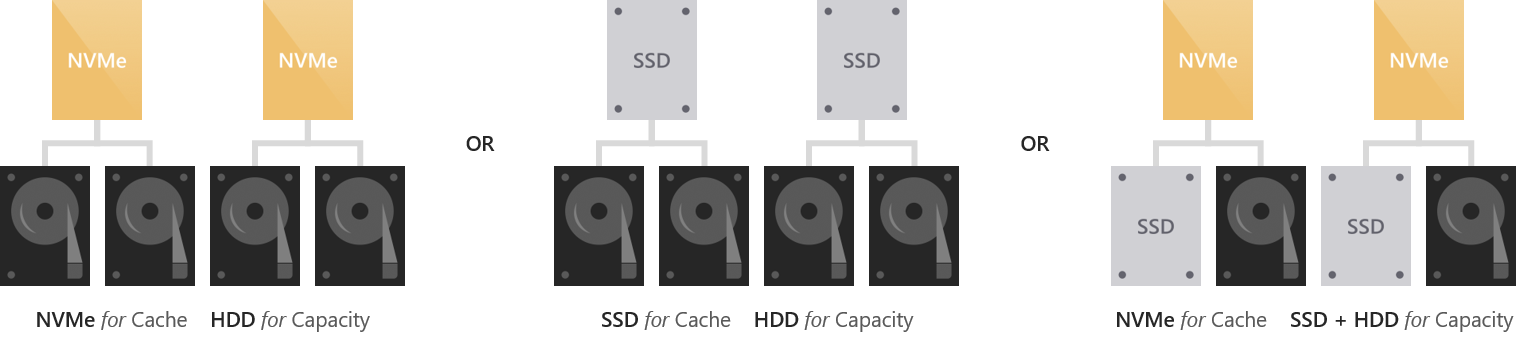 NVMe NVMe SSD SSD NVMe NVMe
OR OR
SSD SSD
NVMe for Cache HDD for Capacity SSD for Cache HDD for Capacity NVMe for Cache SSD + HDD for Capacity